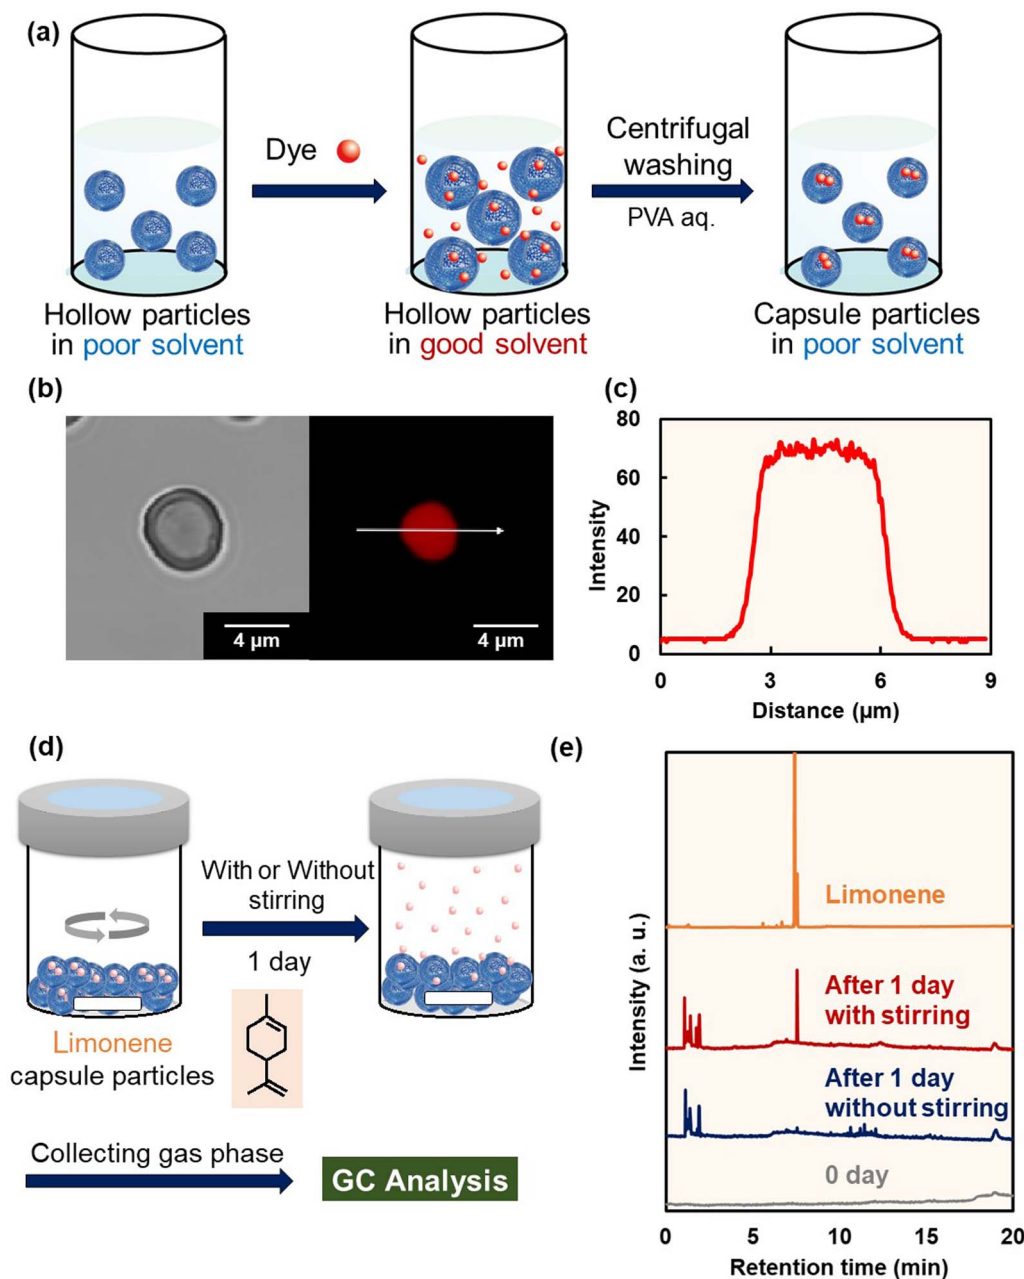 (a)
Dye
Centrifugal
washing
PVA aq.
Hollow particles
in poor solvent
Hollow particles
in good solvent
Capsule particles
in poor solvent
(b)
4 μm
4 μm
(c)
80
60
40
20
0
Intensity
0
3
6
9
Distance (μm)
(d)
With or Without
stirring
1 day
Limonene
capsule particles
Collecting gas phase
GC Analysis
(e)
Intensity (a. u.)
Limonene
After 1 day
with stirring
After 1 day
without stirring
0 day
0
5
10
15
20
Retention time (min)